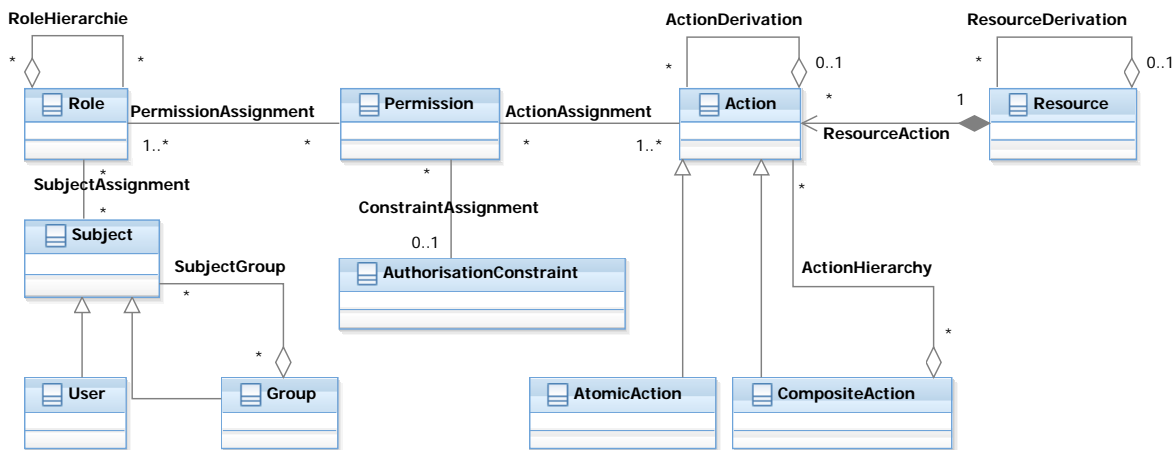 RoleHierarchie
ActionDerivation
ResourceDerivation
* *
* 0..1
* 0..1
Role
Permission
Action
Resource
PermissionAssignment
ActionAssignment
* 1
ResourceAction
1..* *
* 1..*
*
SubjectAssignment
*
*
ConstraintAssignment
0..1
*
Subject
SubjectGroup
*
AuthorisationConstraint
ActionHierarchy
*
*
User
Group
AtomicAction
CompositeAction